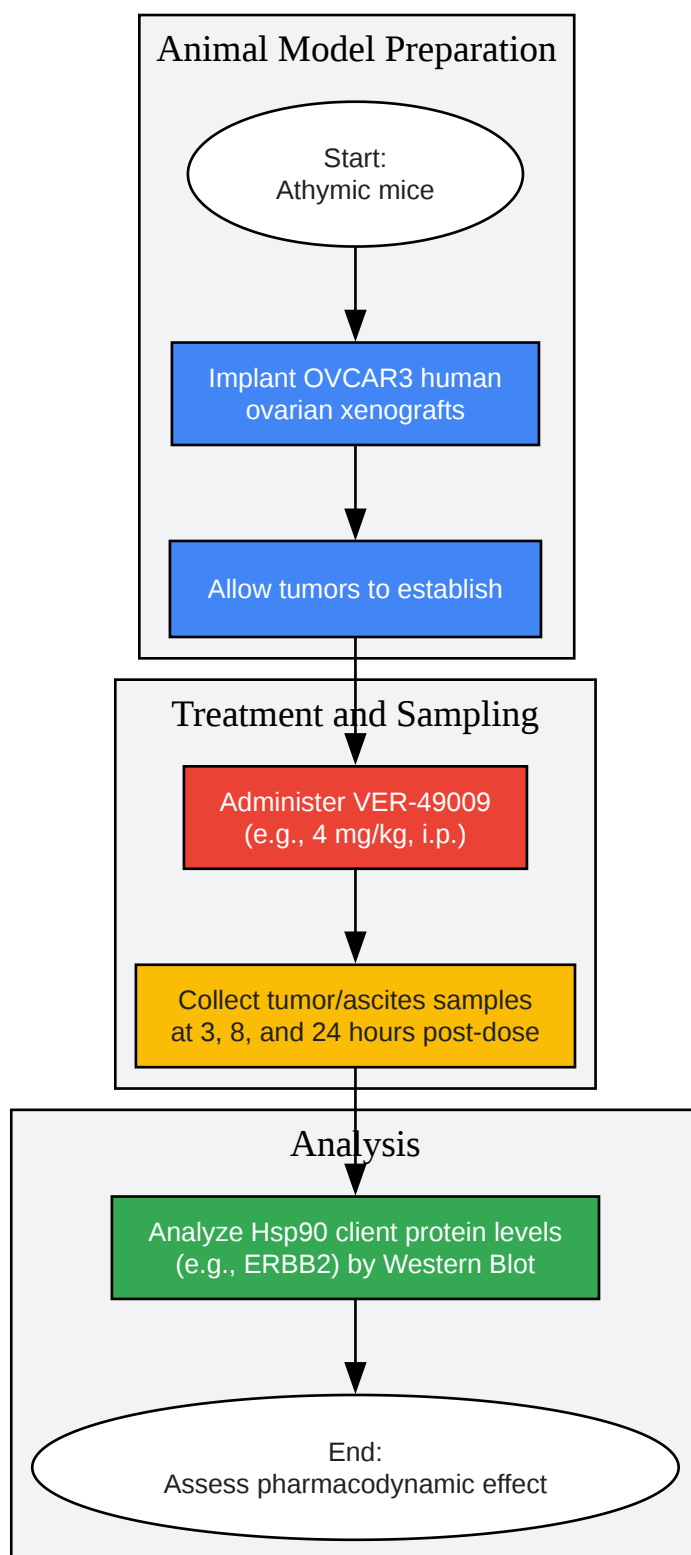 Animal Model Preparation
Start:
Athymic mice
Implant OVCAR3 human
ovarian xenografts
Allow tumors to establish
Treatment and Sampling
Administer VER-49009
(e.g., 4 mg/kg, i.p.)
Collect tumor/ascites samples
at 3, 8, and 24 hours post-dose
Analysis
Analyze Hsp90 client protein levels
(e.g., ERBB2) by Western Blot
End:
Assess pharmacodynamic effect